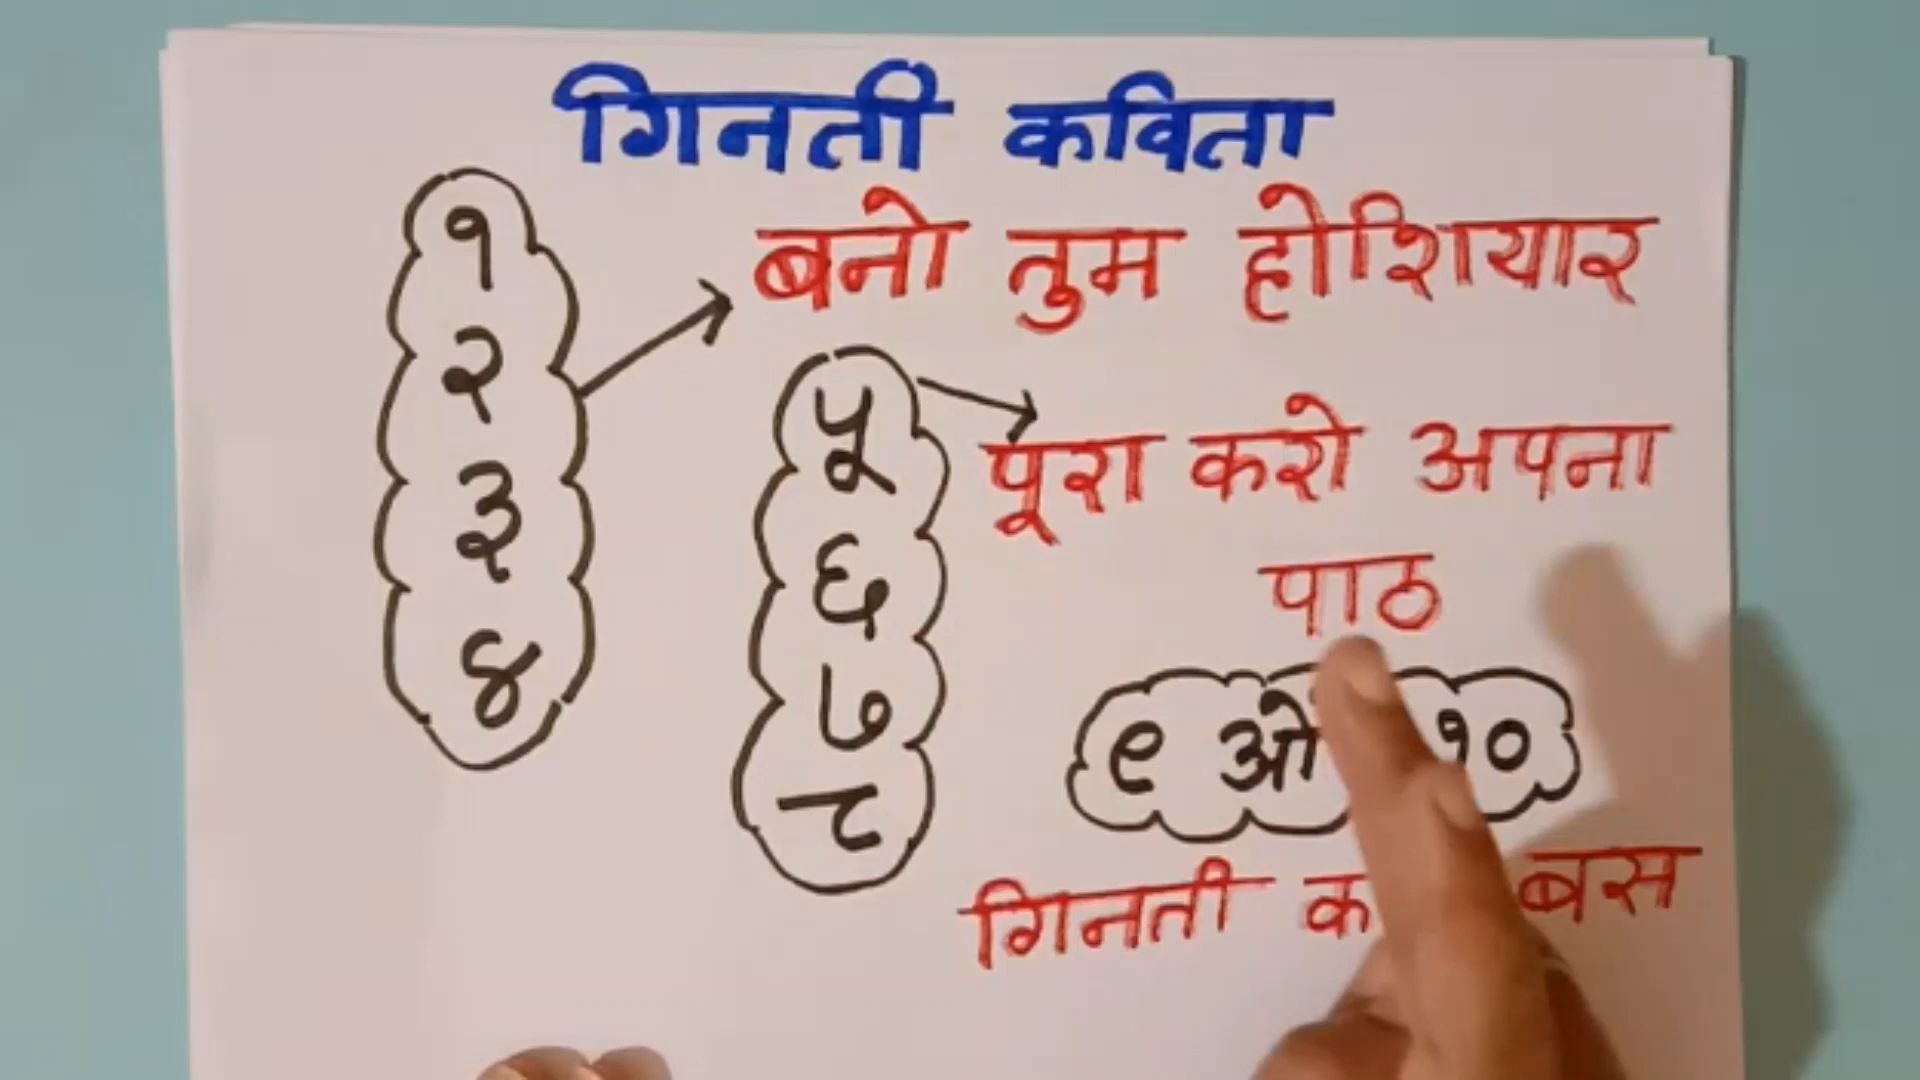 गिनती कविता
१
२
३
४
बनो तुम होशियार
५
६
७
८
पूरा करो अपना
पाठ
९ १०
गिनती बस